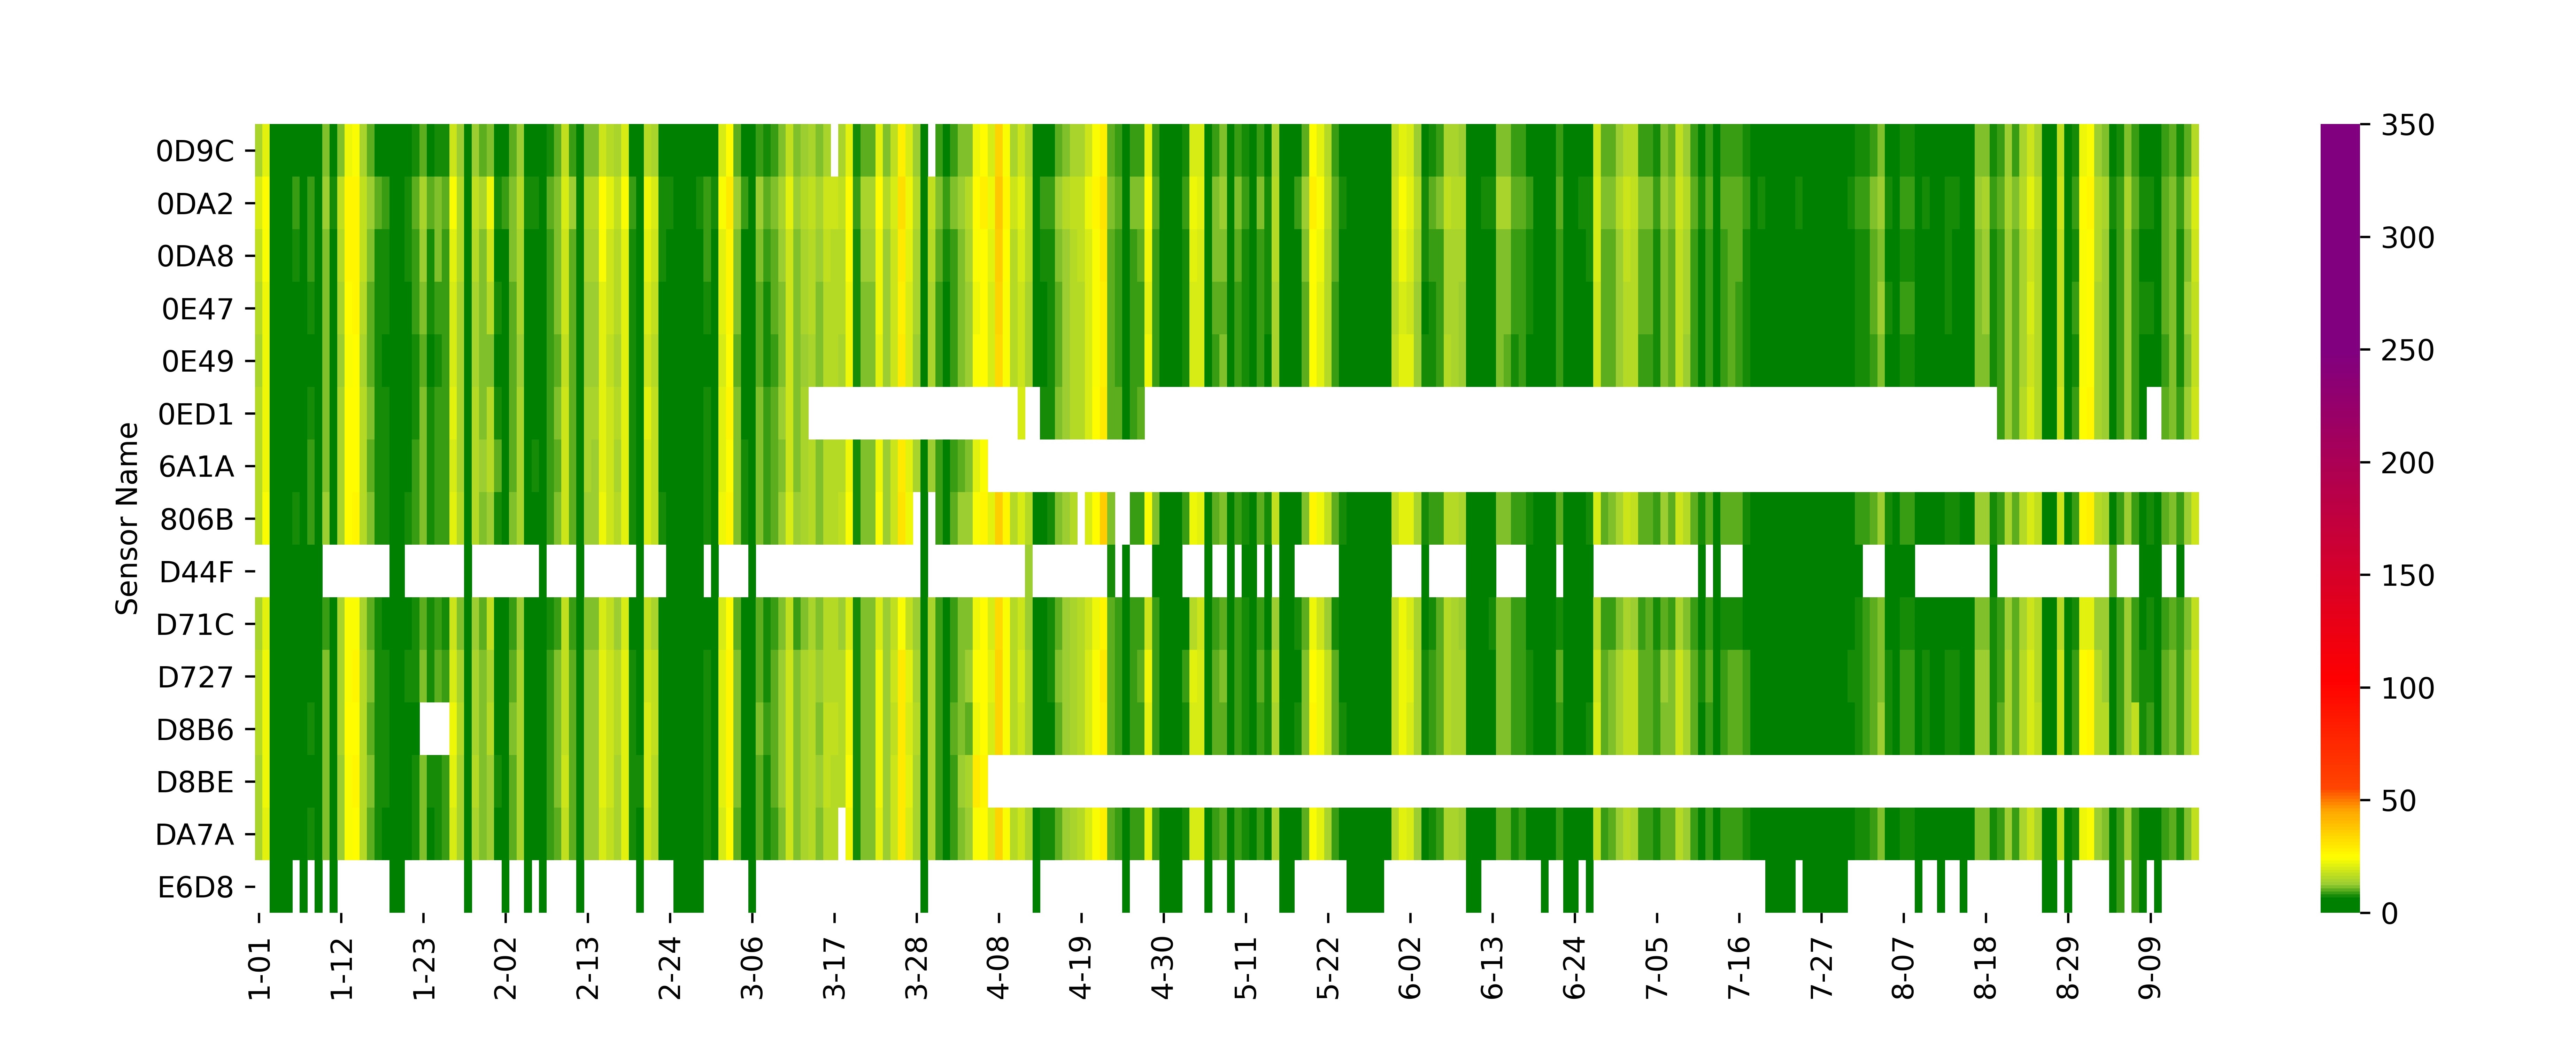 Sensor Name
0D9C
0DA2
0DA8
0E47
0E49
0ED1
6A1A
806B
D44F
D71C
D727
D8B6
D8BE
DA7A
E6D8
1-01
1-12
1-23
2-02
2-13
2-24
3-06
3-17
3-28
4-08
4-19
4-30
5-11
5-22
6-02
6-13
6-24
7-05
7-16
7-27
8-07
8-18
8-29
9-09
350
300
250
200
150
100
50
0